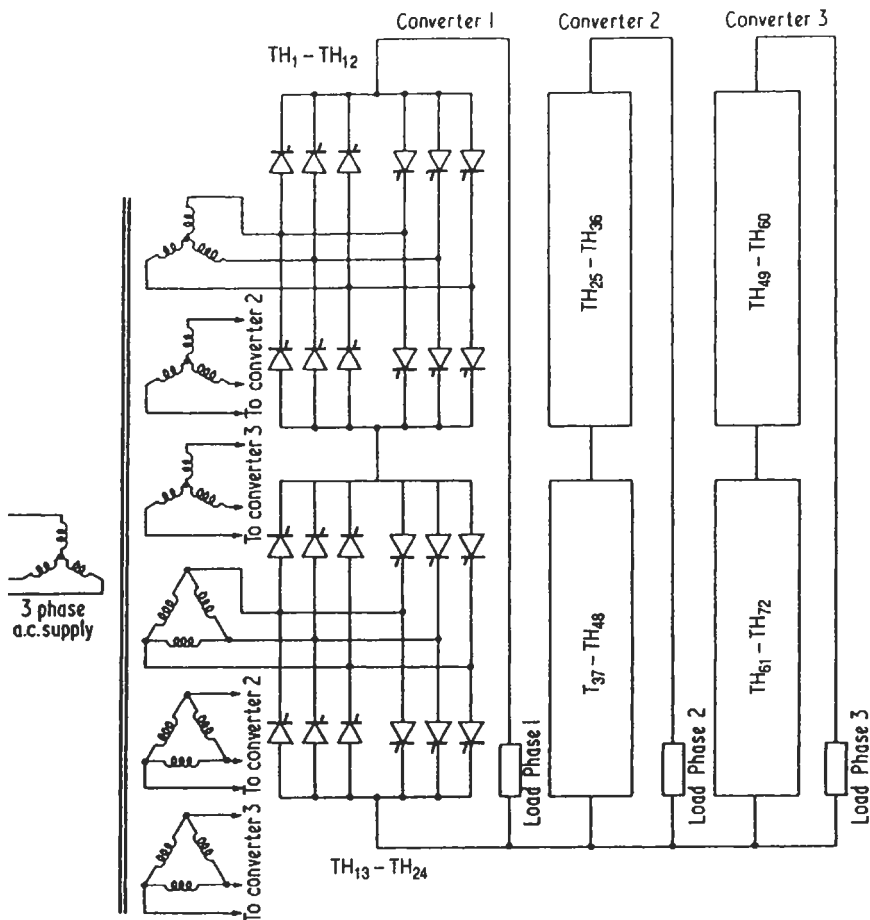 Converter 1
Converter 2
Converter 3
TH₁ – TH₁₂
TH₂₅ – TH₃₆
TH₄₉ – TH₆₀
To converter 2
To converter 3
3 phase
a.c. supply
T₃₇ – TH₄₈
TH₆₁ – TH₇₂
To converter 2
To converter 3
Load Phase 1
Load Phase 2
Load Phase 3
TH₁₃ – TH₂₄